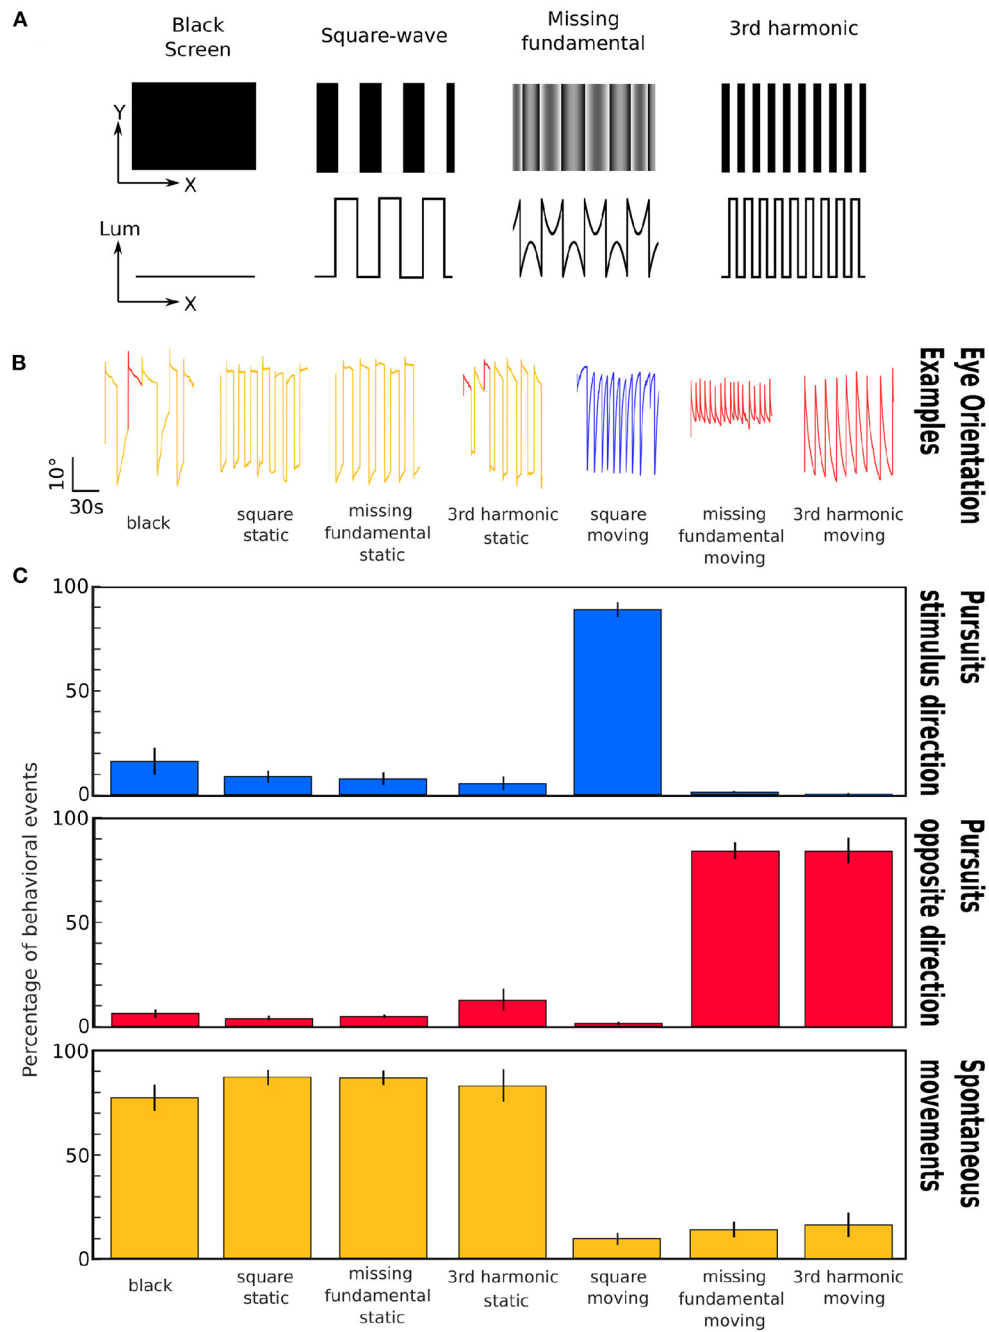 A
Black
Screen
Square-wave
Missing
fundamental
3rd harmonic
Y
X
Lum
X
B
Eye Orientation
Examples
10°
30s
black
square
static
missing
fundamental
static
3rd harmonic
static
square
moving
missing
fundamental
moving
3rd harmonic
moving
C
Percentage of behavioral events
100
50
0
Pursuits
stimulus direction
100
50
0
Pursuits
opposite direction
100
50
0
Spontaneous
movements
black
square
static
missing
fundamental
static
3rd harmonic
static
square
moving
missing
fundamental
moving
3rd harmonic
moving